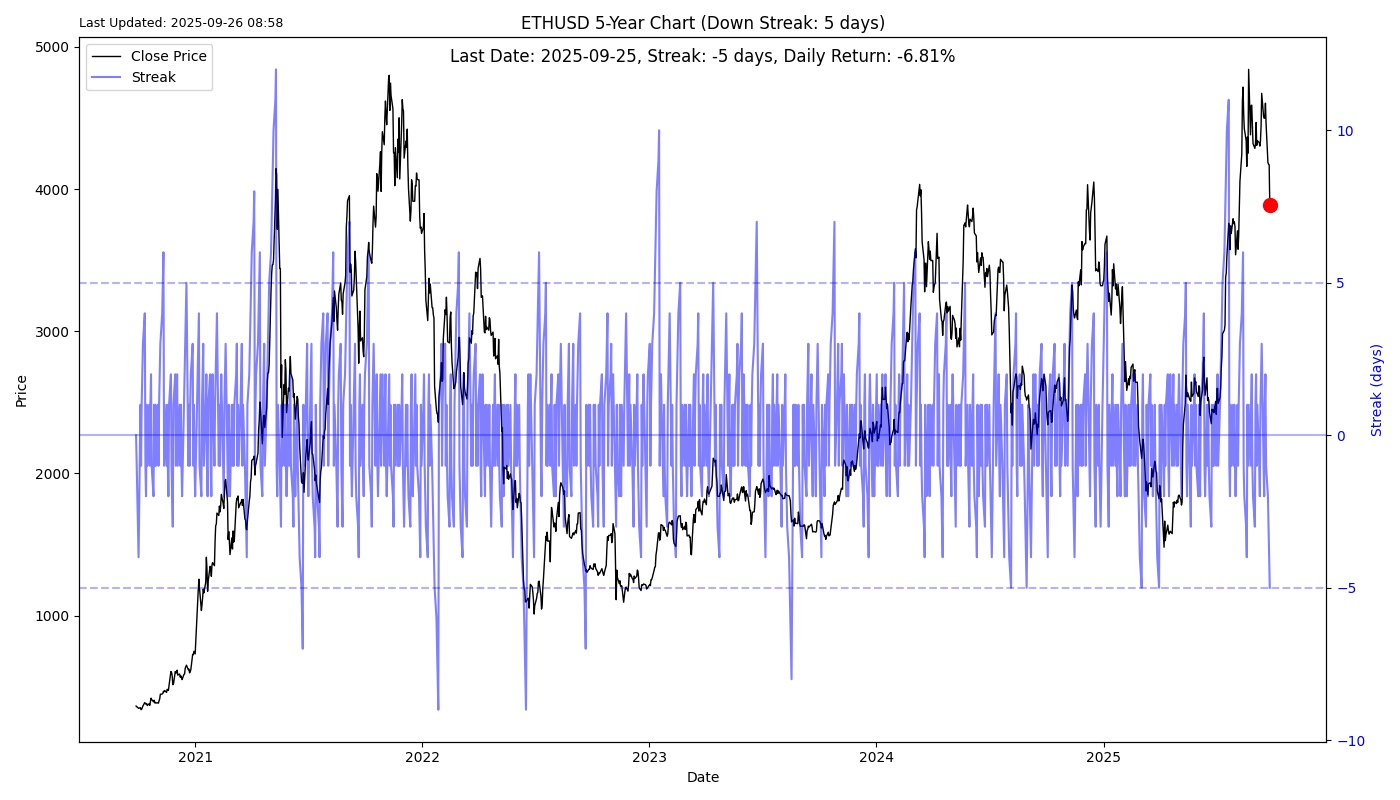 Last Updated: 2025-09-26 08:58
ETHUSD 5-Year Chart (Down Streak: 5 days)
Last Date: 2025-09-25, Streak: -5 days, Daily Return: -6.81%
Close Price
Streak
5000
4000
3000
2000
1000
Price
10
5
0
−5
−10
Streak (days)
2021
2022
2023
2024
2025
Date